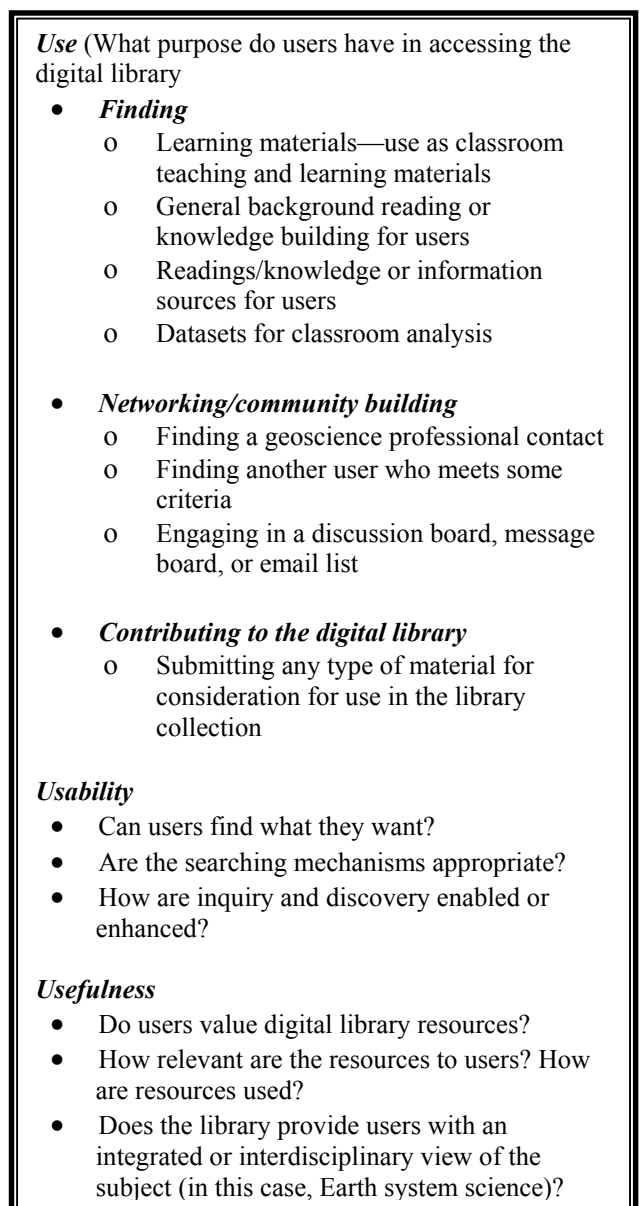 Use (What purpose do users have in accessing the
digital library
• Finding
o Learning materials—use as classroom
teaching and learning materials
o General background reading or
knowledge building for users
o Readings/knowledge or information
sources for users
o Datasets for classroom analysis
• Networking/community building
o Finding a geoscience professional contact
o Finding another user who meets some
criteria
o Engaging in a discussion board, message
board, or email list
• Contributing to the digital library
o Submitting any type of material for
consideration for use in the library
collection
Usability
• Can users find what they want?
• Are the searching mechanisms appropriate?
• How are inquiry and discovery enabled or
enhanced?
Usefulness
• Do users value digital library resources?
• How relevant are the resources to users? How
are resources used?
• Does the library provide users with an
integrated or interdisciplinary view of the
subject (in this case, Earth system science)?